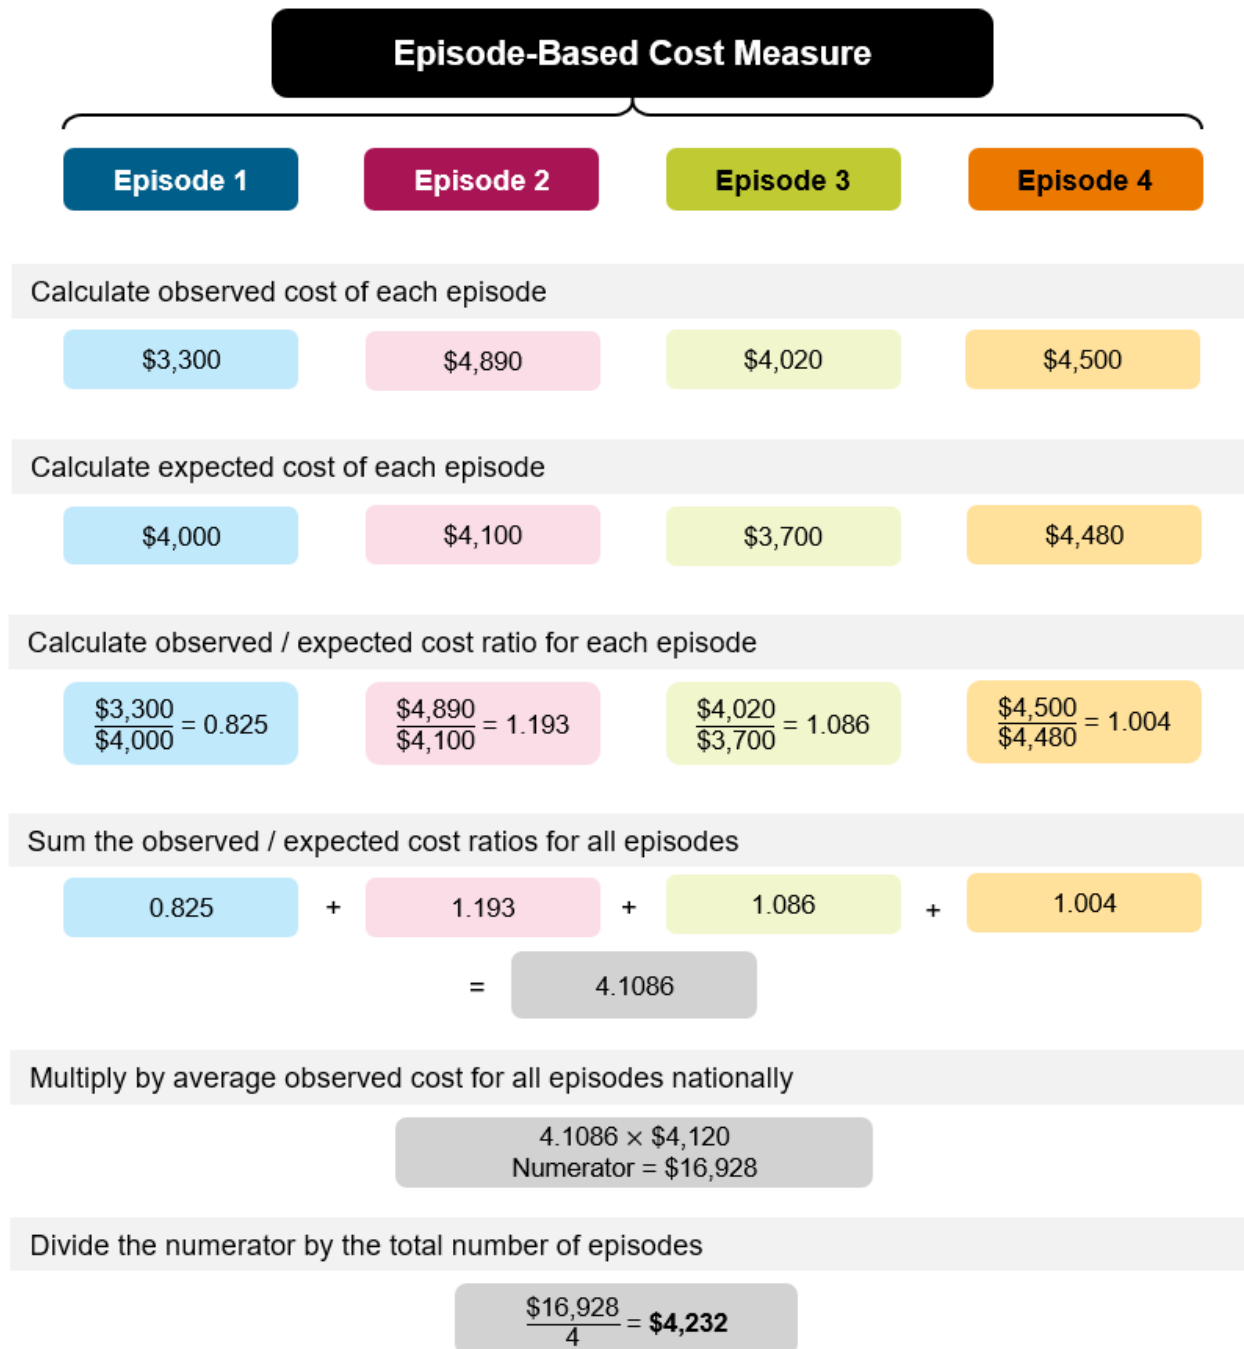 Episode-Based Cost Measure
Episode 1 Episode 2 Episode 3 Episode 4
Calculate observed cost of each episode
$3,300 $4,890 $4,020 $4,500
Calculate expected cost of each episode
$4,000 $4,100 $3,700 $4,480
Calculate observed / expected cost ratio for each episode
$3,300 / $4,000 = 0.825 $4,890 / $4,100 = 1.193 $4,020 / $3,700 = 1.086 $4,500 / $4,480 = 1.004
Sum the observed / expected cost ratios for all episodes
0.825 + 1.193 + 1.086 + 1.004
= 4.1086
Multiply by average observed cost for all episodes nationally
4.1086 × $4,120
Numerator = $16,928
Divide the numerator by the total number of episodes
$16,928 / 4 = $4,232